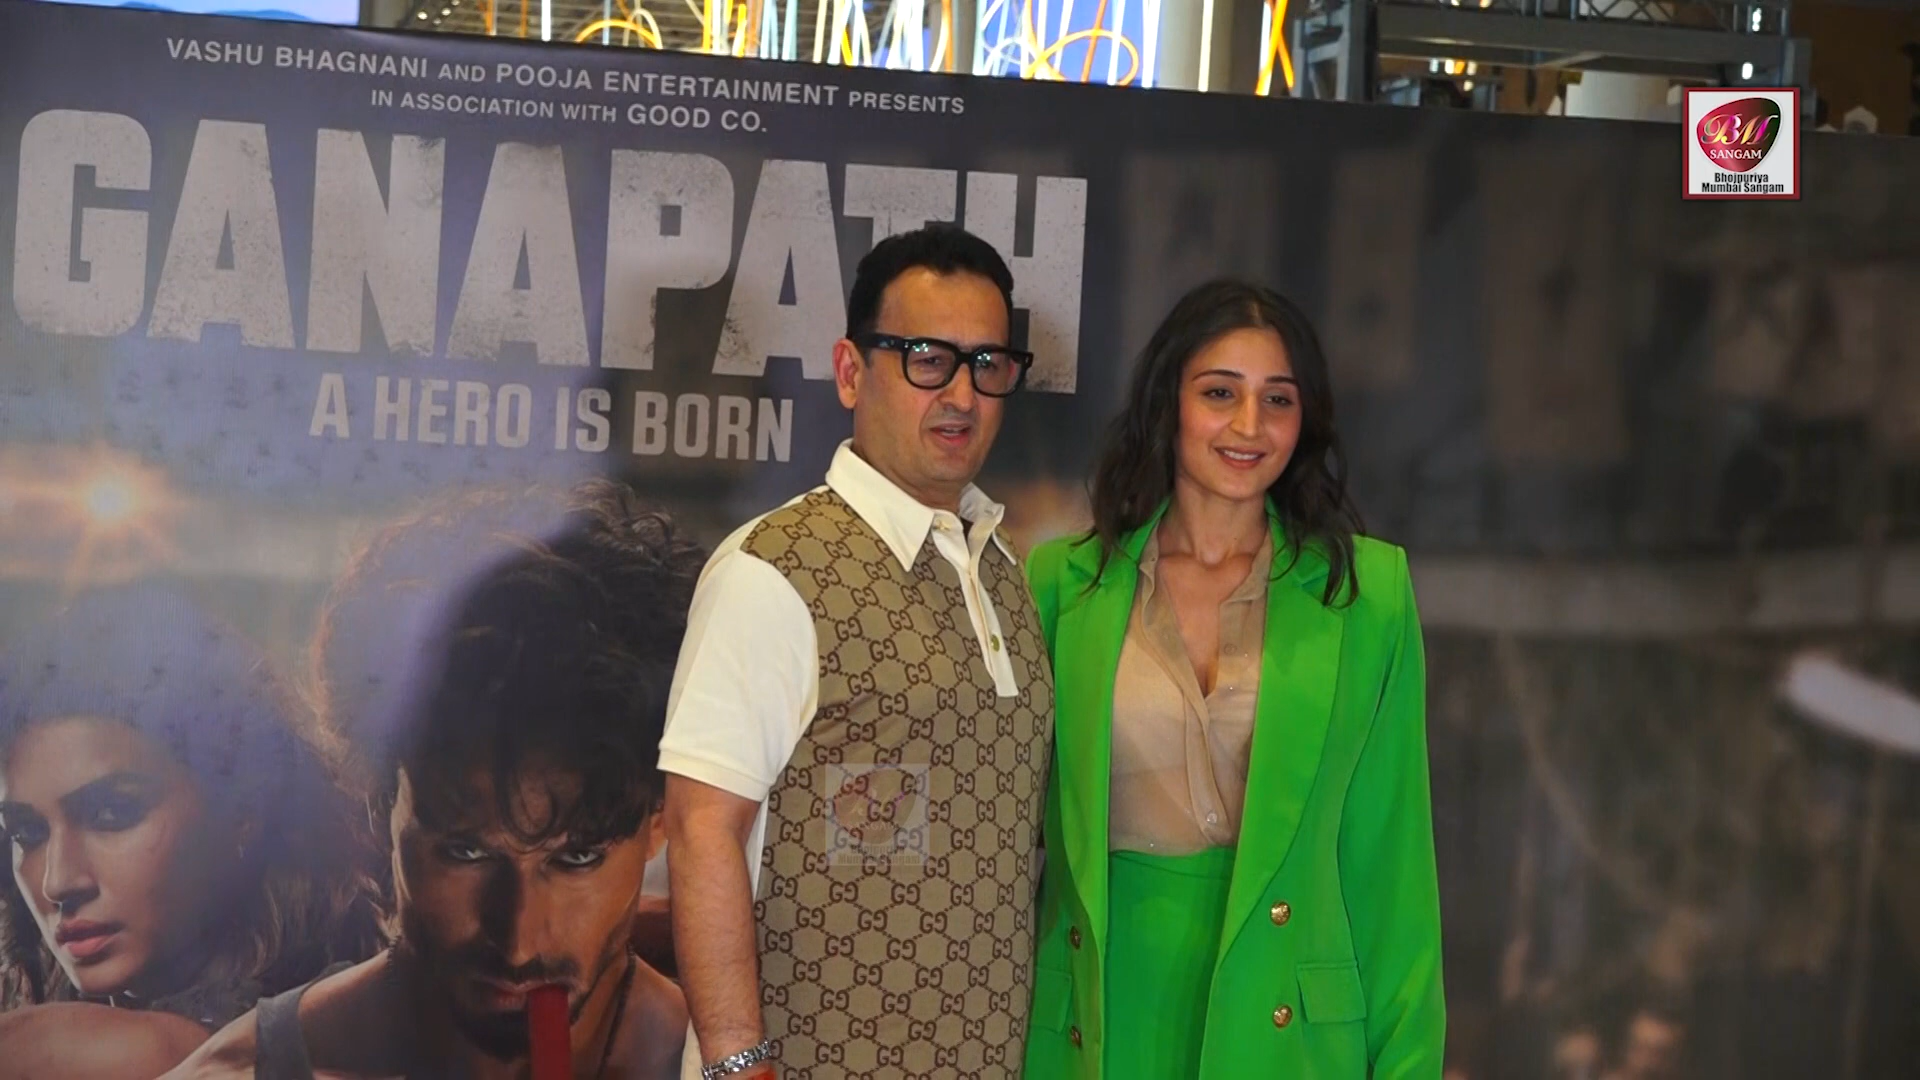 VASHU BHAGNANI AND POOJA ENTERTAINMENT PRESENTS
IN ASSOCIATION WITH GOOD CO.
GANAPATH
A HERO IS BORN
BM
SANGAM
Bhojpuriya
Mumbai Sangam